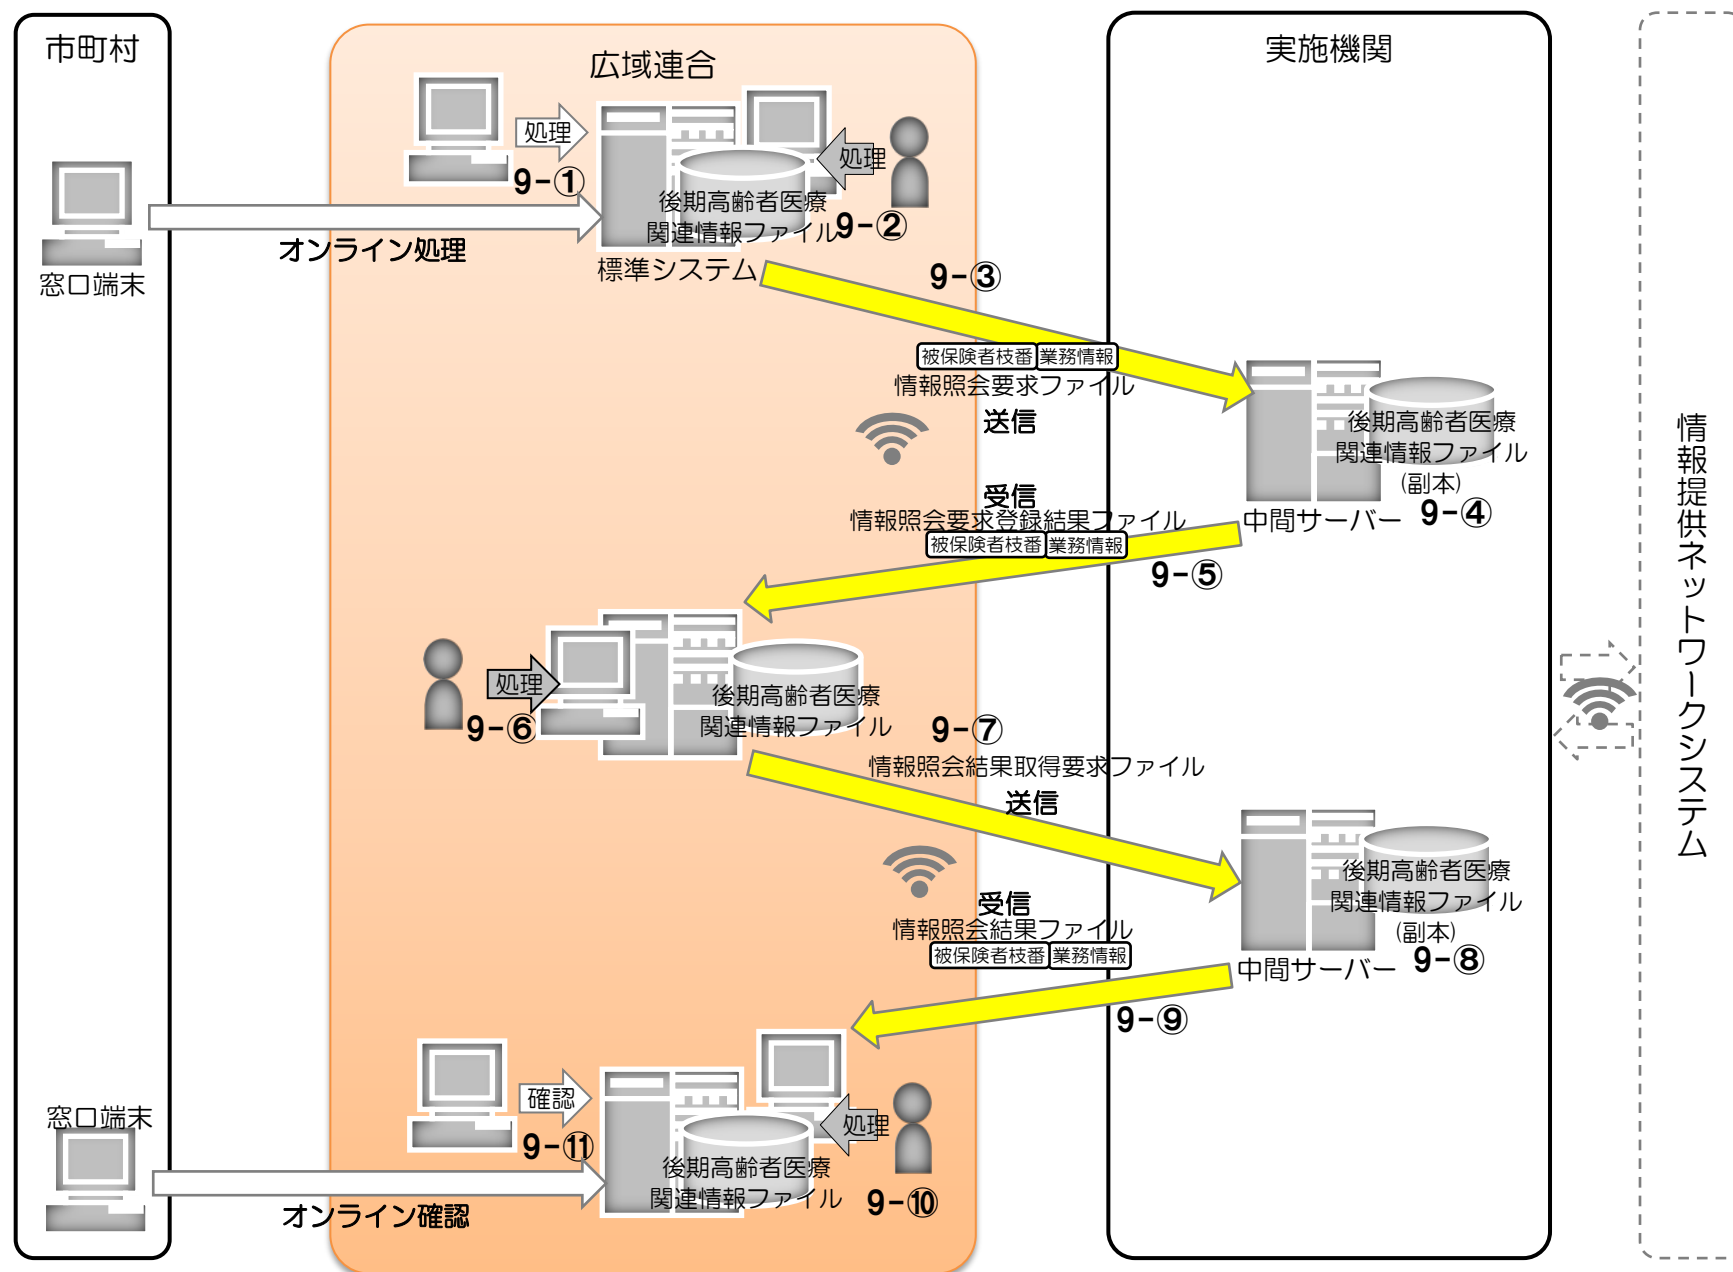 市町村
広域連合
実施機関
処理
9-①
処理
後期高齢者医療
関連情報ファイル
9-②
オンライン処理
窓口端末
標準システム
9-③
被保険者枝番 業務情報
情報照会要求ファイル
送信
後期高齢者医療
関連情報ファイル
(副本)
中間サーバー
9-④
受信
情報照会要求登録結果ファイル
被保険者枝番 業務情報
9-⑤
処理
9-⑥
後期高齢者医療
関連情報ファイル
9-⑦
情報照会結果取得要求ファイル
送信
後期高齢者医療
関連情報ファイル
(副本)
中間サーバー
9-⑧
受信
情報照会結果ファイル
被保険者枝番 業務情報
9-⑨
確認
9-⑪
処理
後期高齢者医療
関連情報ファイル
9-⑩
窓口端末
オンライン確認
情報提供ネットワークシステム